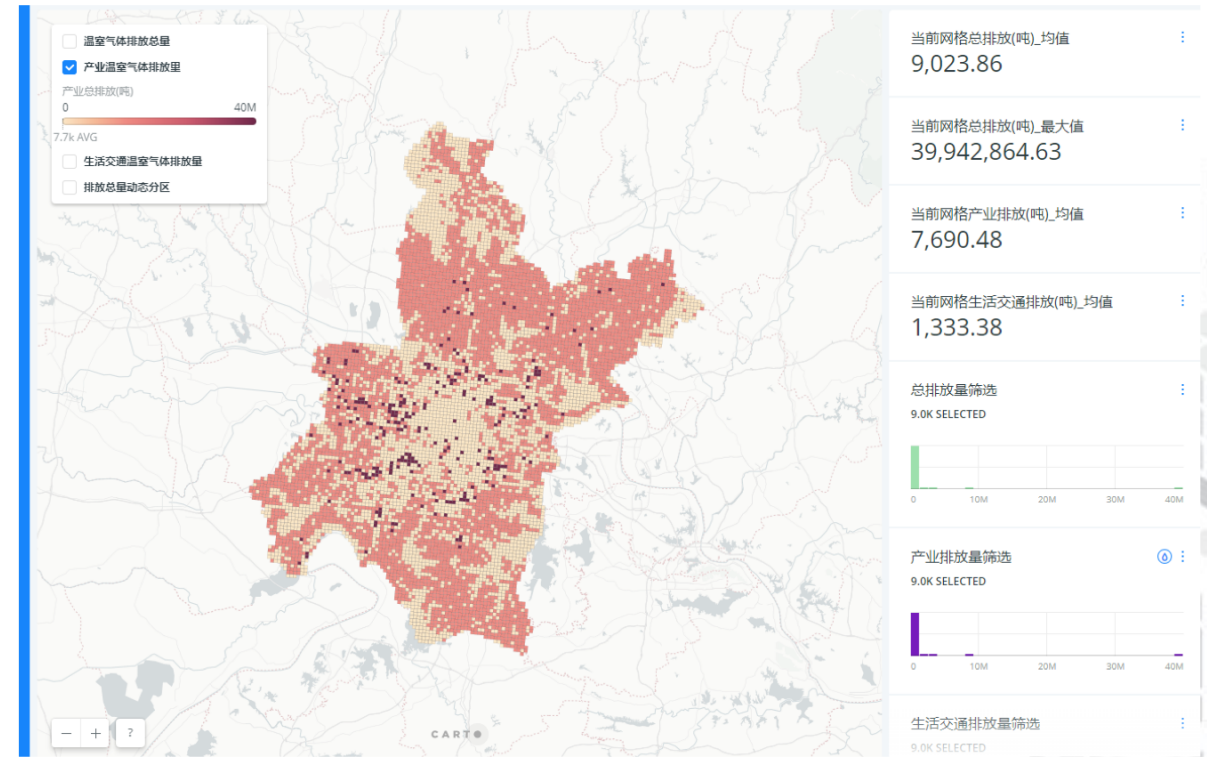 温室气体排放总量
产业温室气体排放里
产业总排放(吨)
0 40M
7.7k AVG
生活交通温室气体排放量
排放总量动态分区
当前网格总排放(吨)_均值
9,023.86
当前网格总排放(吨)_最大值
39,942,864.63
当前网格产业排放(吨)_均值
7,690.48
当前网格生活交通排放(吨)_均值
1,333.38
总排放量筛选
9.0K SELECTED
0 10M 20M 30M 40M
产业排放量筛选
9.0K SELECTED
0 10M 20M 30M 40M
生活交通排放量筛选
9.0K SELECTED
− + ?
CARTO